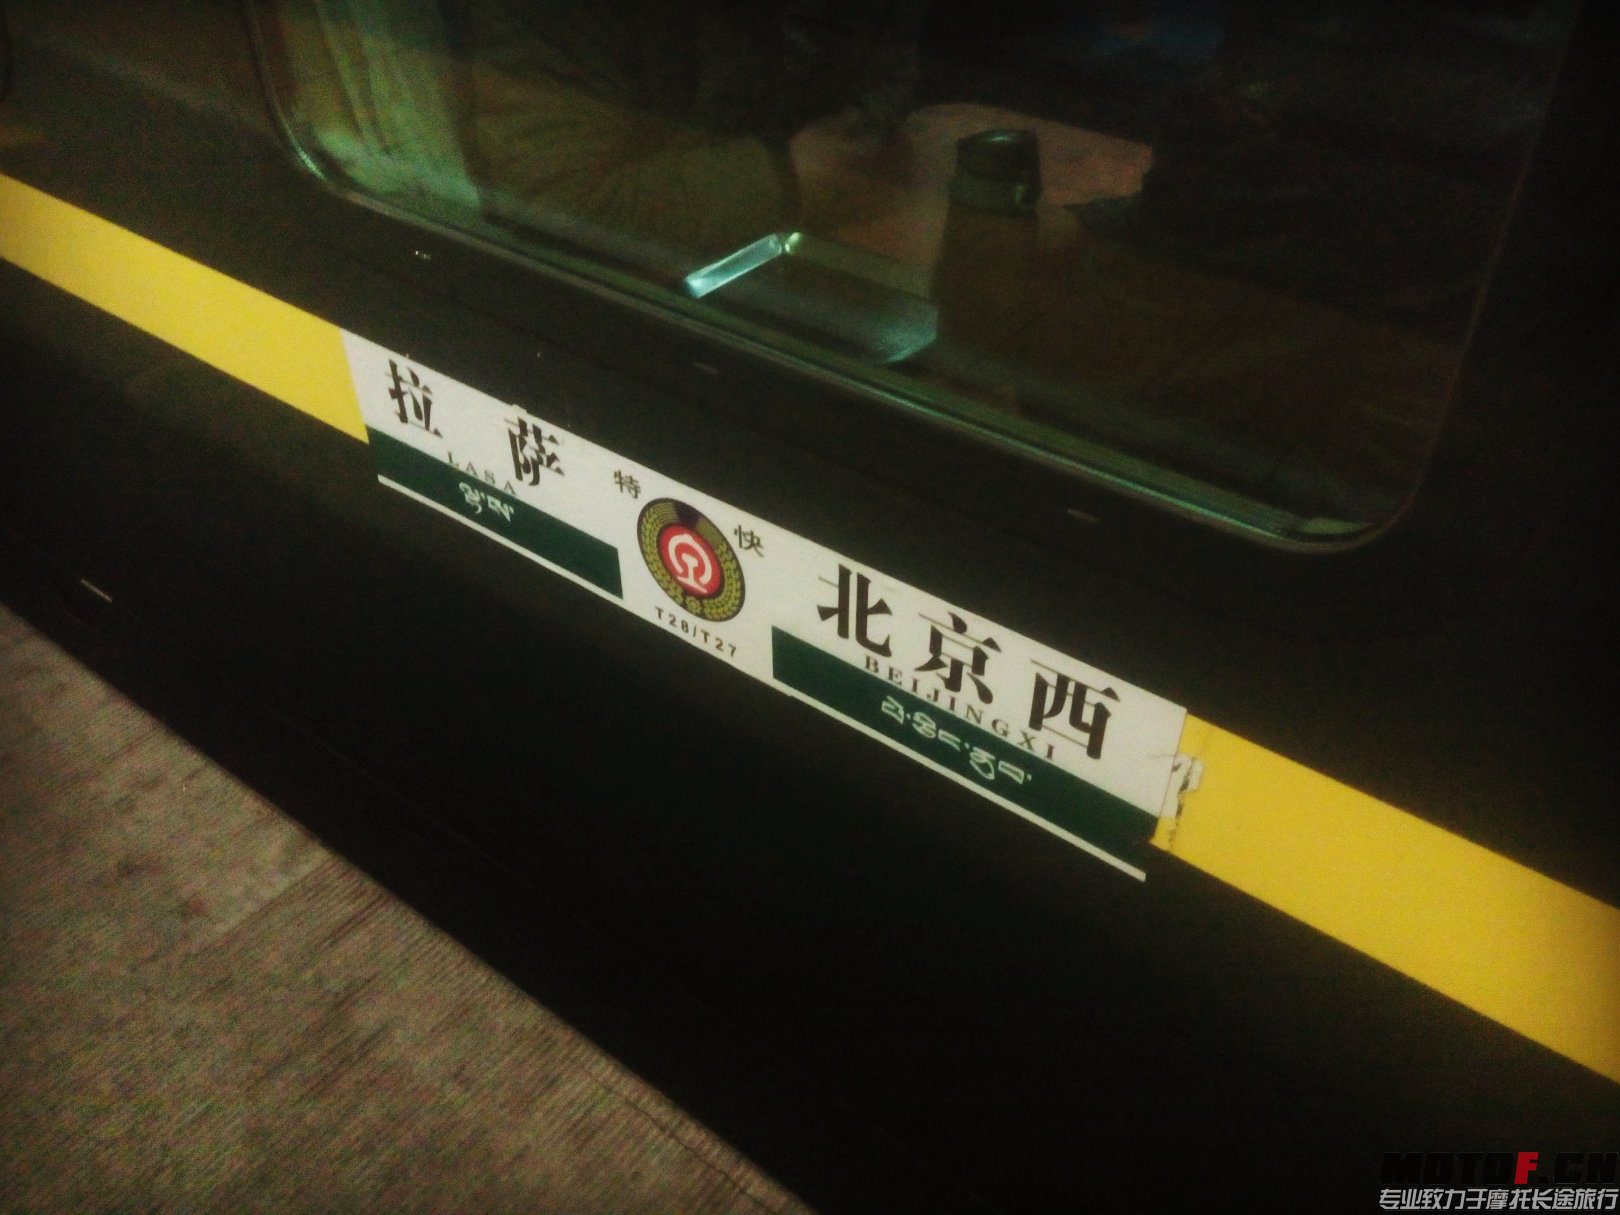 拉萨
LASA
ལྷ་ས
特快
T28/T27
北京西
BEIJINGXI
MOTOF.CN
专业致力于摩托长途旅行